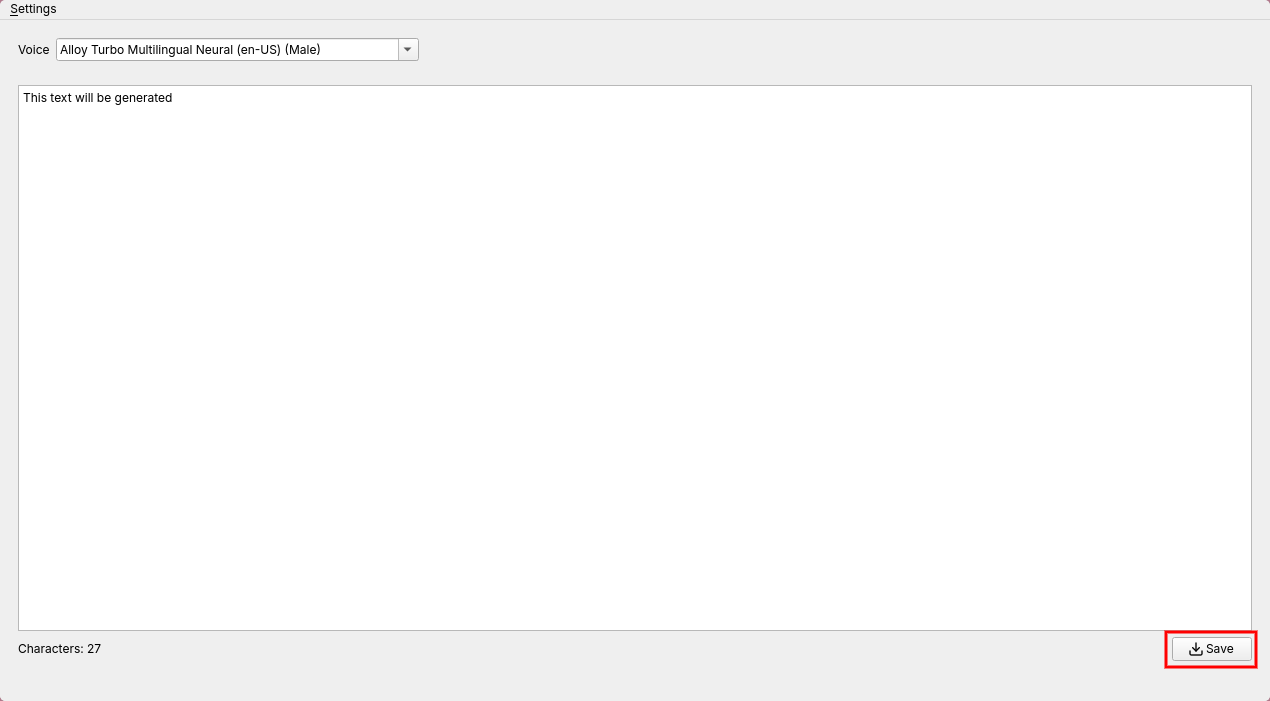 Settings
Voice Alloy Turbo Multilingual Neural (en-US) (Male)
This text will be generated
Characters: 27
Save